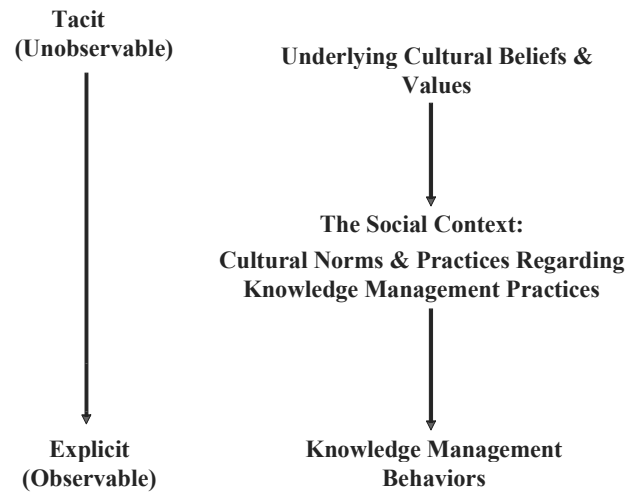 Tacit
(Unobservable)
Underlying Cultural Beliefs &
Values
The Social Context:
Cultural Norms & Practices Regarding
Knowledge Management Practices
Explicit
(Observable)
Knowledge Management
Behaviors